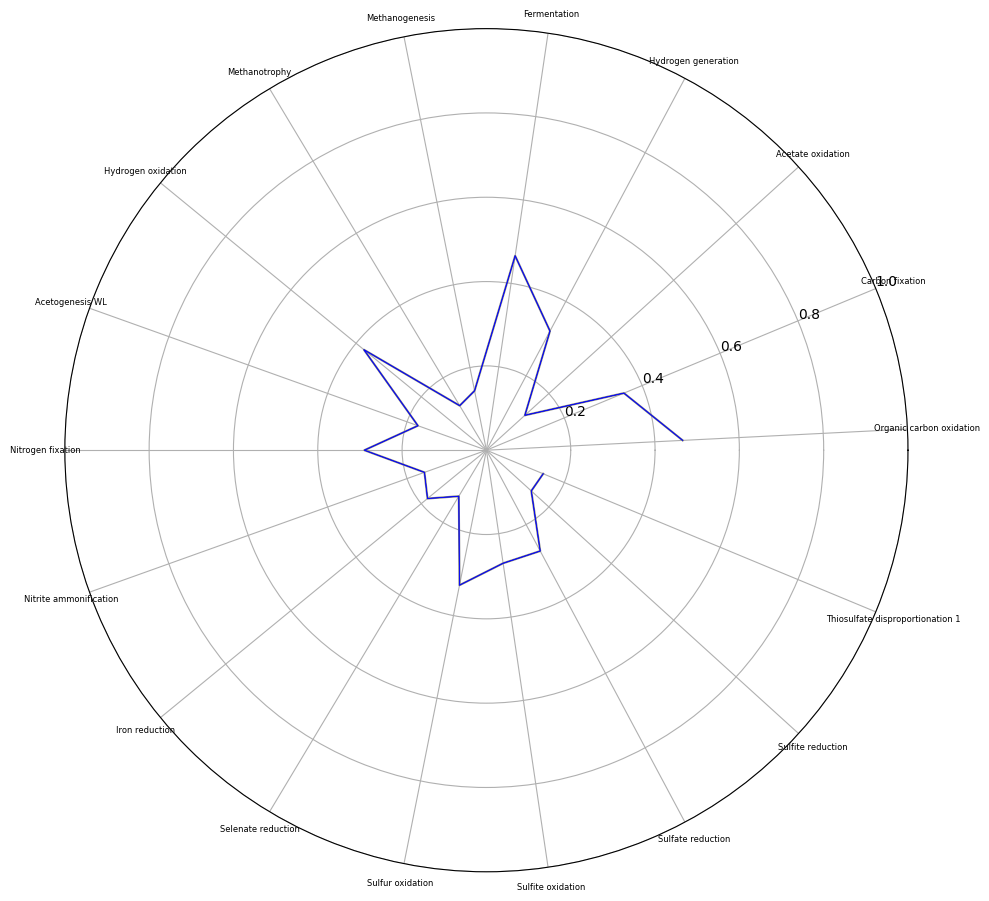 Fermentation
Methanogenesis
Hydrogen generation
Methanotrophy
Acetate oxidation
Hydrogen oxidation
Carbon fixation
1.0
Acetogenesis WL
0.8
0.6
0.4
0.2
Organic carbon oxidation
Nitrogen fixation
Nitrite ammonification
Thiosulfate disproportionation 1
Iron reduction
Sulfite reduction
Selenate reduction
Sulfate reduction
Sulfur oxidation
Sulfite oxidation